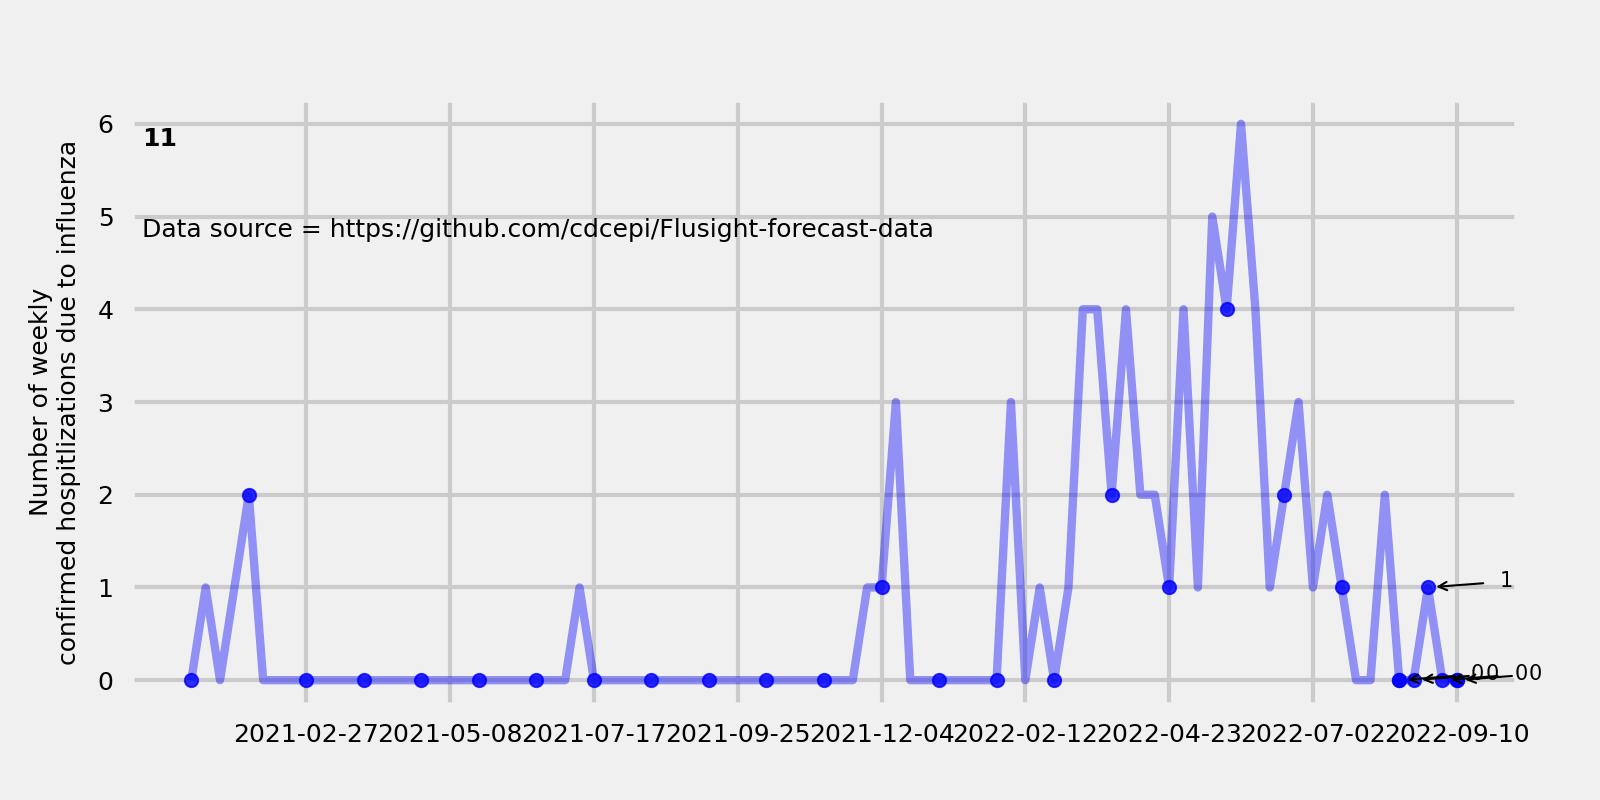 Number of weekly
confirmed hospitlizations due to influenza
6
5
4
3
2
1
0
11
Data source = https://github.com/cdcepi/Flusight-forecast-data
1
00 00
2021-02-27 2021-05-08 2021-07-17 2021-09-25 2021-12-04 2022-02-12 2022-04-23 2022-07-02 2022-09-10